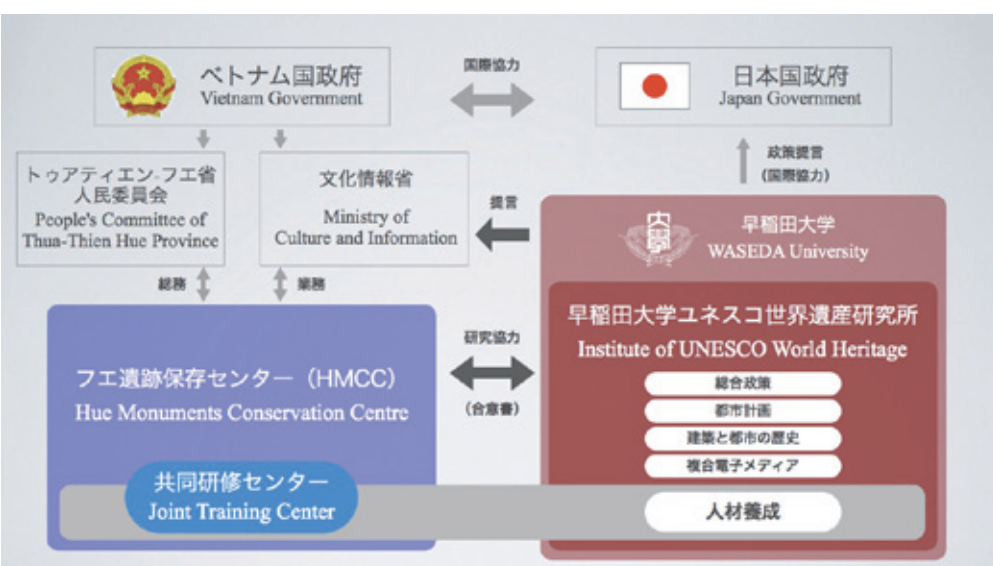 ベトナム国政府
Vietnam Government
国際協力
日本国政府
Japan Government
トゥアティエン-フエ省
人民委員会
People's Committee of
Thua-Thien Hue Province
文化情報省
Ministry of
Culture and Information
提言
政策提言
(国際協力)
早稲田大学
WASEDA University
総務
業務
フエ遺跡保存センター（HMCC）
Hue Monuments Conservation Centre
研究協力
(合意書)
早稲田大学ユネスコ世界遺産研究所
Institute of UNESCO World Heritage
総合政策
都市計画
建築と都市の歴史
複合電子メディア
共同研修センター
Joint Training Center
人材養成